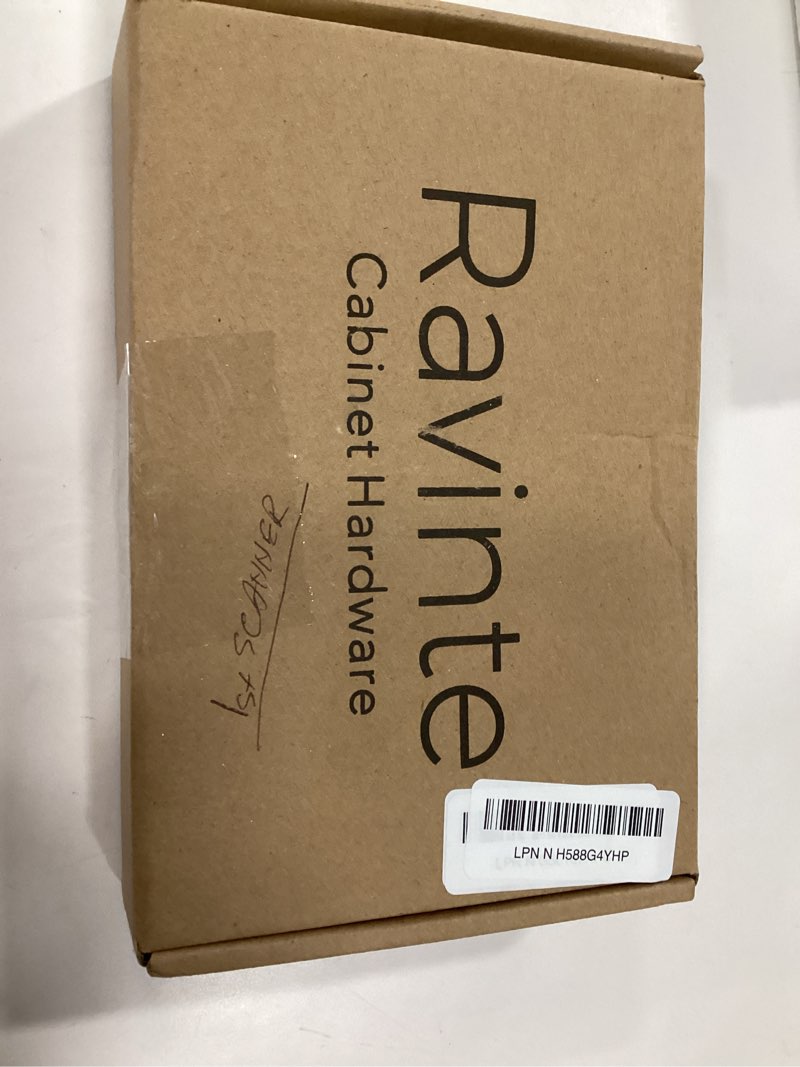 Ravinte
Cabinet Hardware
1st SCANNER
LPN N H588G4YHP